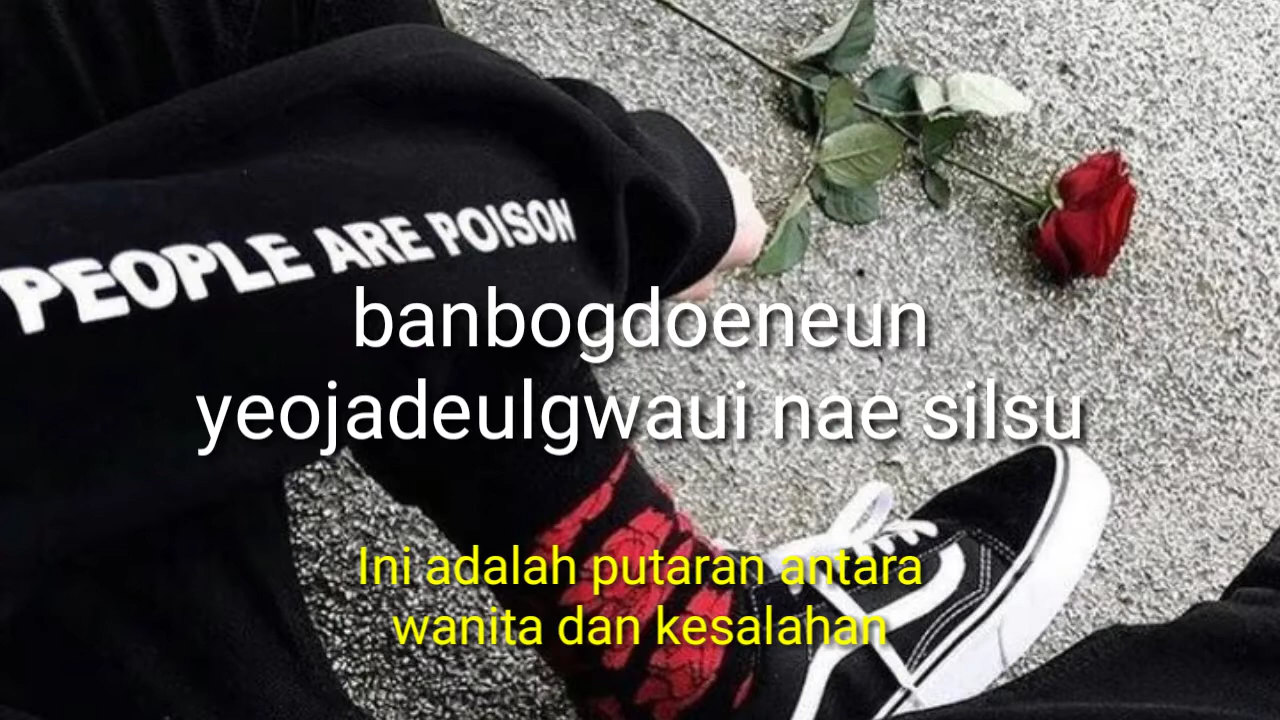 PEOPLE ARE POISON
banbogdoeneun
yeojadeulgwaui nae silsu
Ini adalah putaran antara
wanita dan kesalahan